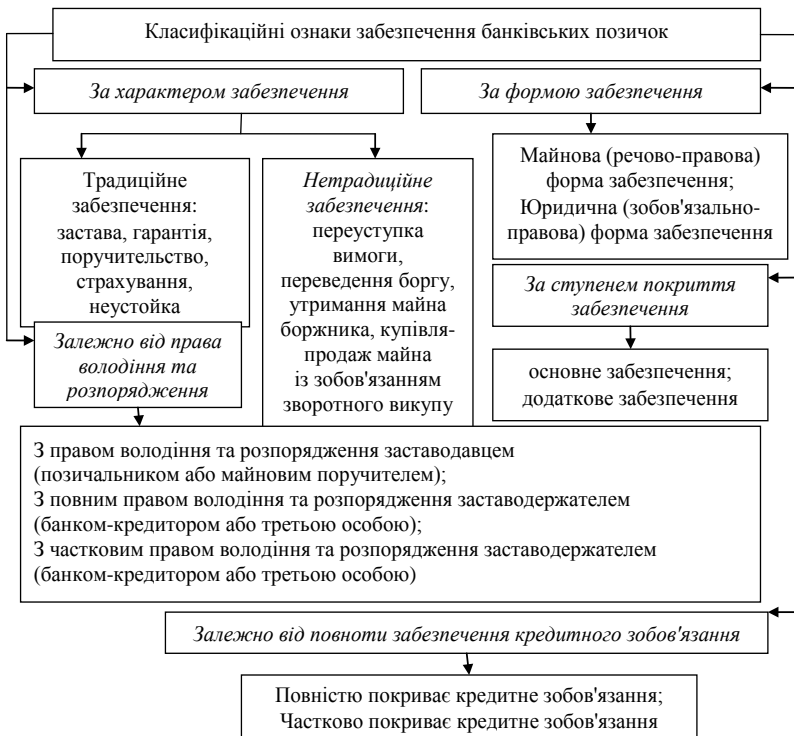 Класифікаційні ознаки забезпечення банківських позичок
За характером забезпечення
За формою забезпечення
Традиційне
забезпечення:
застава, гарантія,
поручительство,
страхування,
неустойка
Нетрадиційне
забезпечення:
переуступка
вимоги,
переведення боргу,
утримання майна
боржника, купівля-
продаж майна
із зобов'язанням
зворотного викупу
Майнова (речово-правова)
форма забезпечення;
Юридична (зобов'язально-
правова) форма забезпечення
За ступенем покриття
забезпечення
основне забезпечення;
додаткове забезпечення
Залежно від права
володіння та
розпорядження
З правом володіння та розпорядження заставодавцем
(позичальником або майновим поручителем);
З повним правом володіння та розпорядження заставодержателем
(банком-кредитором або третьою особою);
З частковим правом володіння та розпорядження заставодержателем
(банком-кредитором або третьою особою)
Залежно від повноти забезпечення кредитного зобов'язання
Повністю покриває кредитне зобов'язання;
Частково покриває кредитне зобов'язання